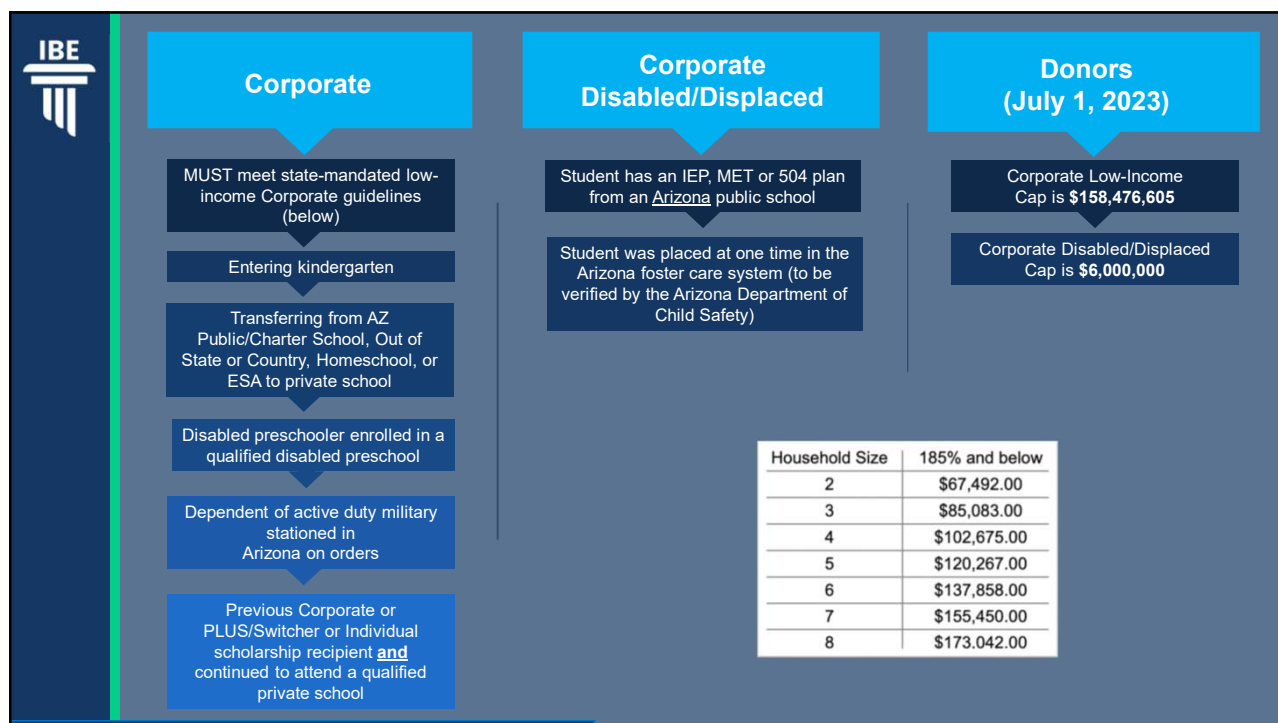 IBE
Corporate
MUST meet state-mandated low-
income Corporate guidelines
(below)
Entering kindergarten
Transferring from AZ
Public/Charter School, Out of
State or Country, Homeschool, or
ESA to private school
Disabled preschooler enrolled in a
qualified disabled preschool
Dependent of active duty military
stationed in
Arizona on orders
Previous Corporate or
PLUS/Switcher or Individual
scholarship recipient and
continued to attend a qualified
private school
Corporate
Disabled/Displaced
Student has an IEP, MET or 504 plan
from an Arizona public school
Student was placed at one time in the
Arizona foster care system (to be
verified by the Arizona Department of
Child Safety)
Donors
(July 1, 2023)
Corporate Low-Income
Cap is $158,476,605
Corporate Disabled/Displaced
Cap is $6,000,000
Household Size 185% and below
2 $67,492.00
3 $85,083.00
4 $102,675.00
5 $120,267.00
6 $137,858.00
7 $155,450.00
8 $173.042.00